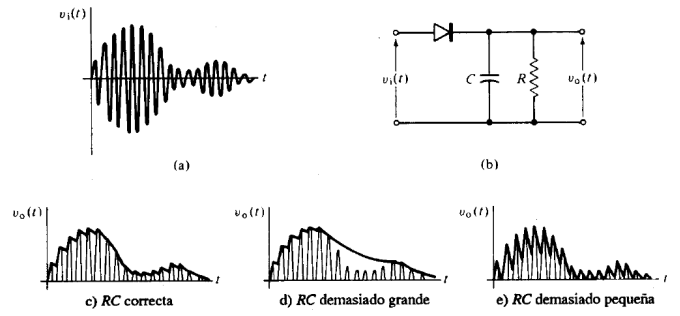 v_i(t)
t
(a)
v_i(t)
C
R
v_o(t)
(b)
v_o(t)
t
c) RC correcta
v_o(t)
t
d) RC demasiado grande
v_o(t)
t
e) RC demasiado pequeña